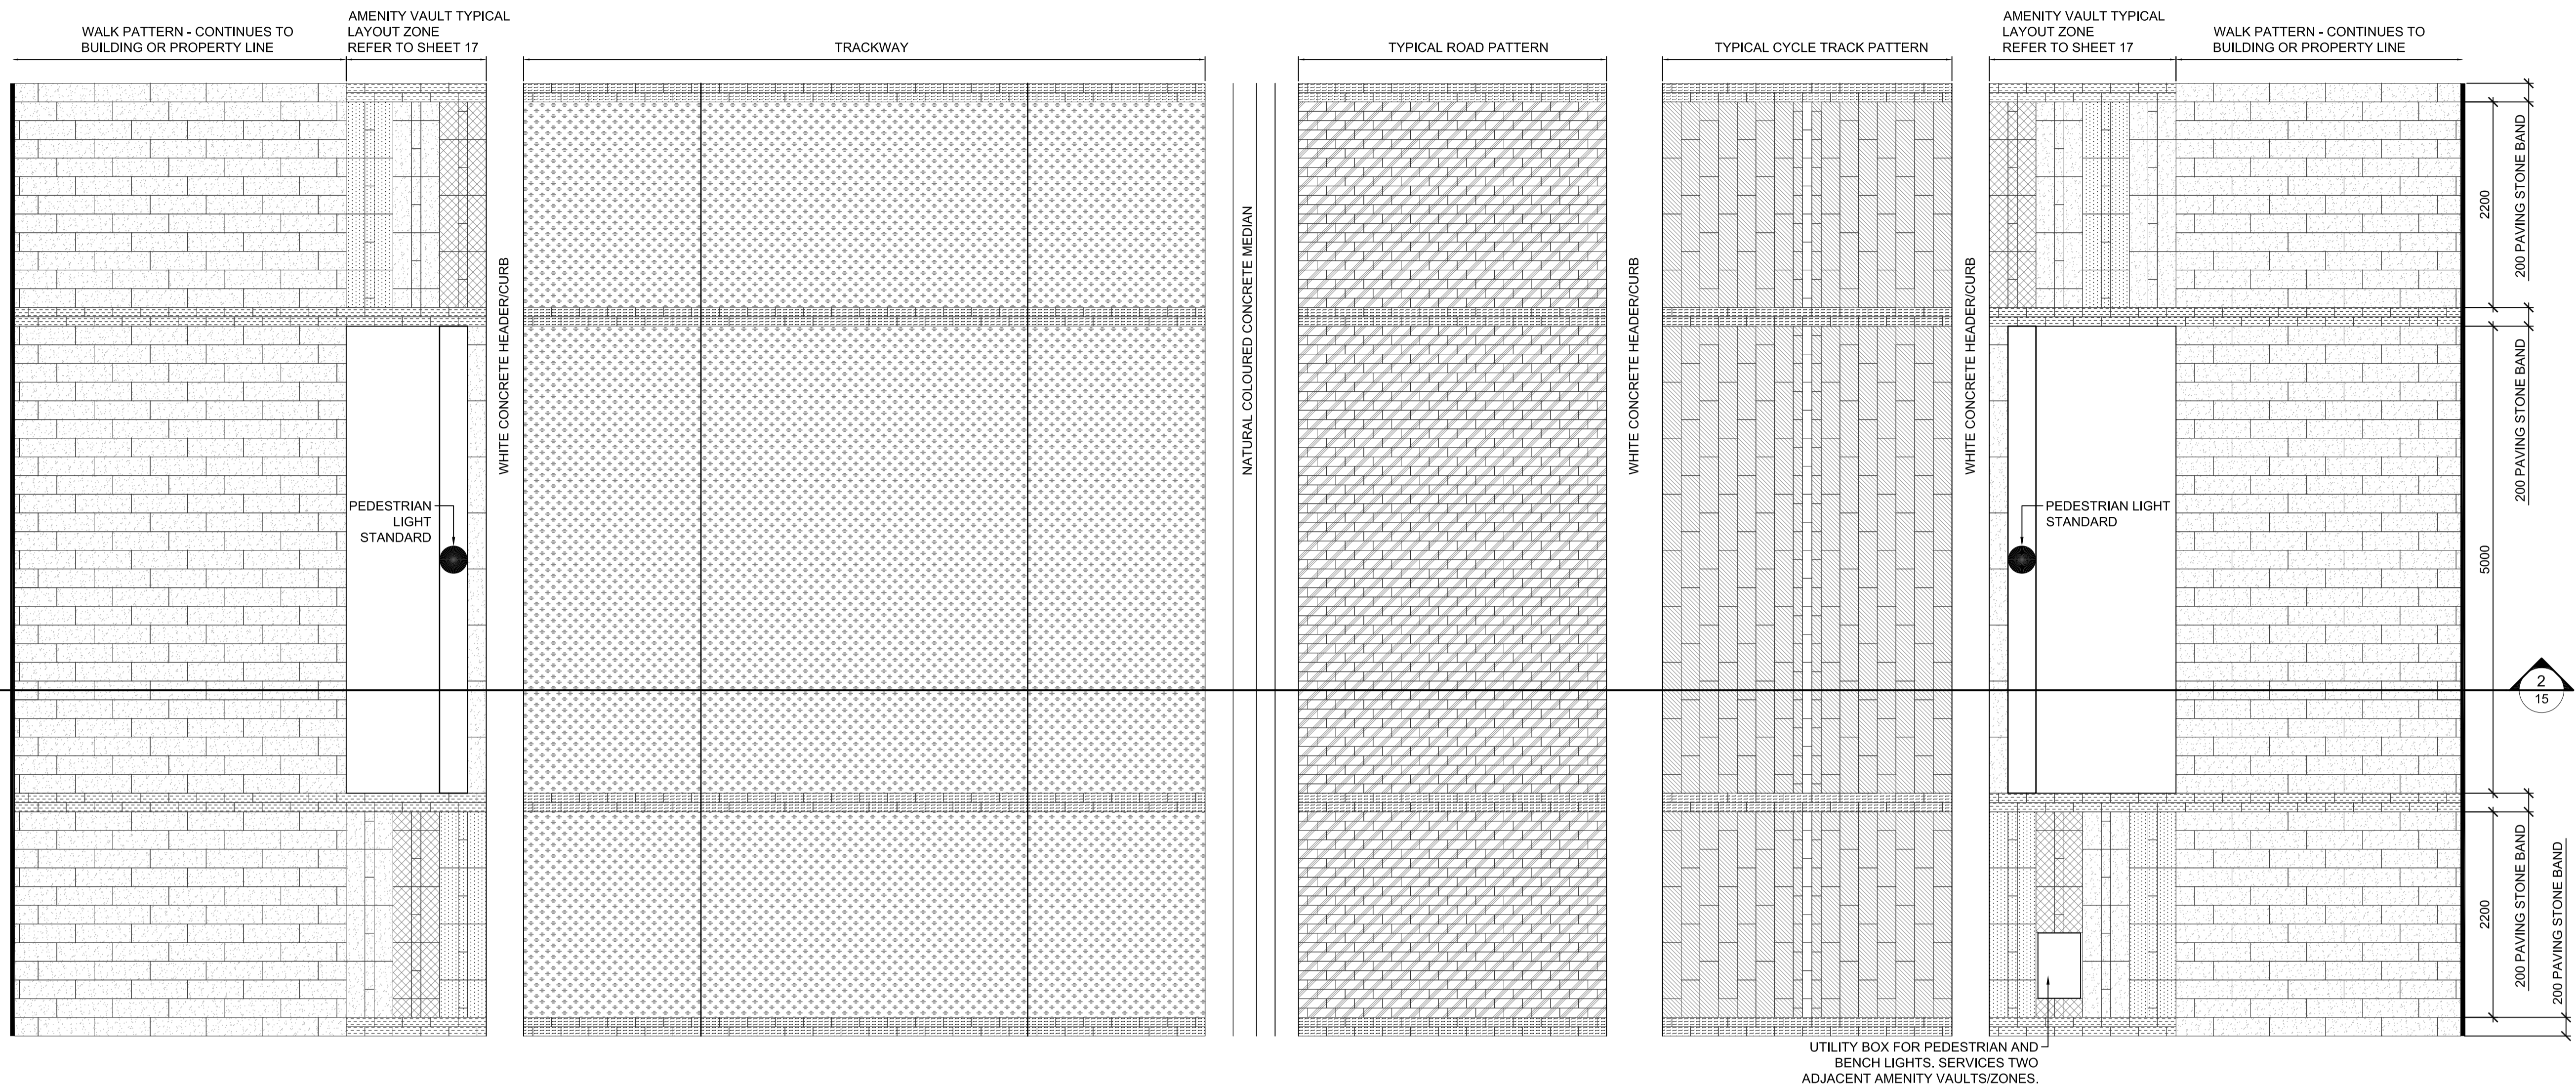 WALK PATTERN - CONTINUES TO
BUILDING OR PROPERTY LINE
AMENITY VAULT TYPICAL
LAYOUT ZONE
REFER TO SHEET 17
TRACKWAY
TYPICAL ROAD PATTERN
TYPICAL CYCLE TRACK PATTERN
AMENITY VAULT TYPICAL
LAYOUT ZONE
REFER TO SHEET 17
WALK PATTERN - CONTINUES TO
BUILDING OR PROPERTY LINE
WHITE CONCRETE HEADER/CURB
NATURAL COLOURED CONCRETE MEDIAN
WHITE CONCRETE HEADER/CURB
WHITE CONCRETE HEADER/CURB
2200
200 PAVING STONE BAND
200 PAVING STONE BAND
PEDESTRIAN
LIGHT
STANDARD
PEDESTRIAN LIGHT
STANDARD
5000
2
15
2200
200 PAVING STONE BAND
200 PAVING STONE BAND
UTILITY BOX FOR PEDESTRIAN AND
BENCH LIGHTS. SERVICES TWO
ADJACENT AMENITY VAULTS/ZONES.